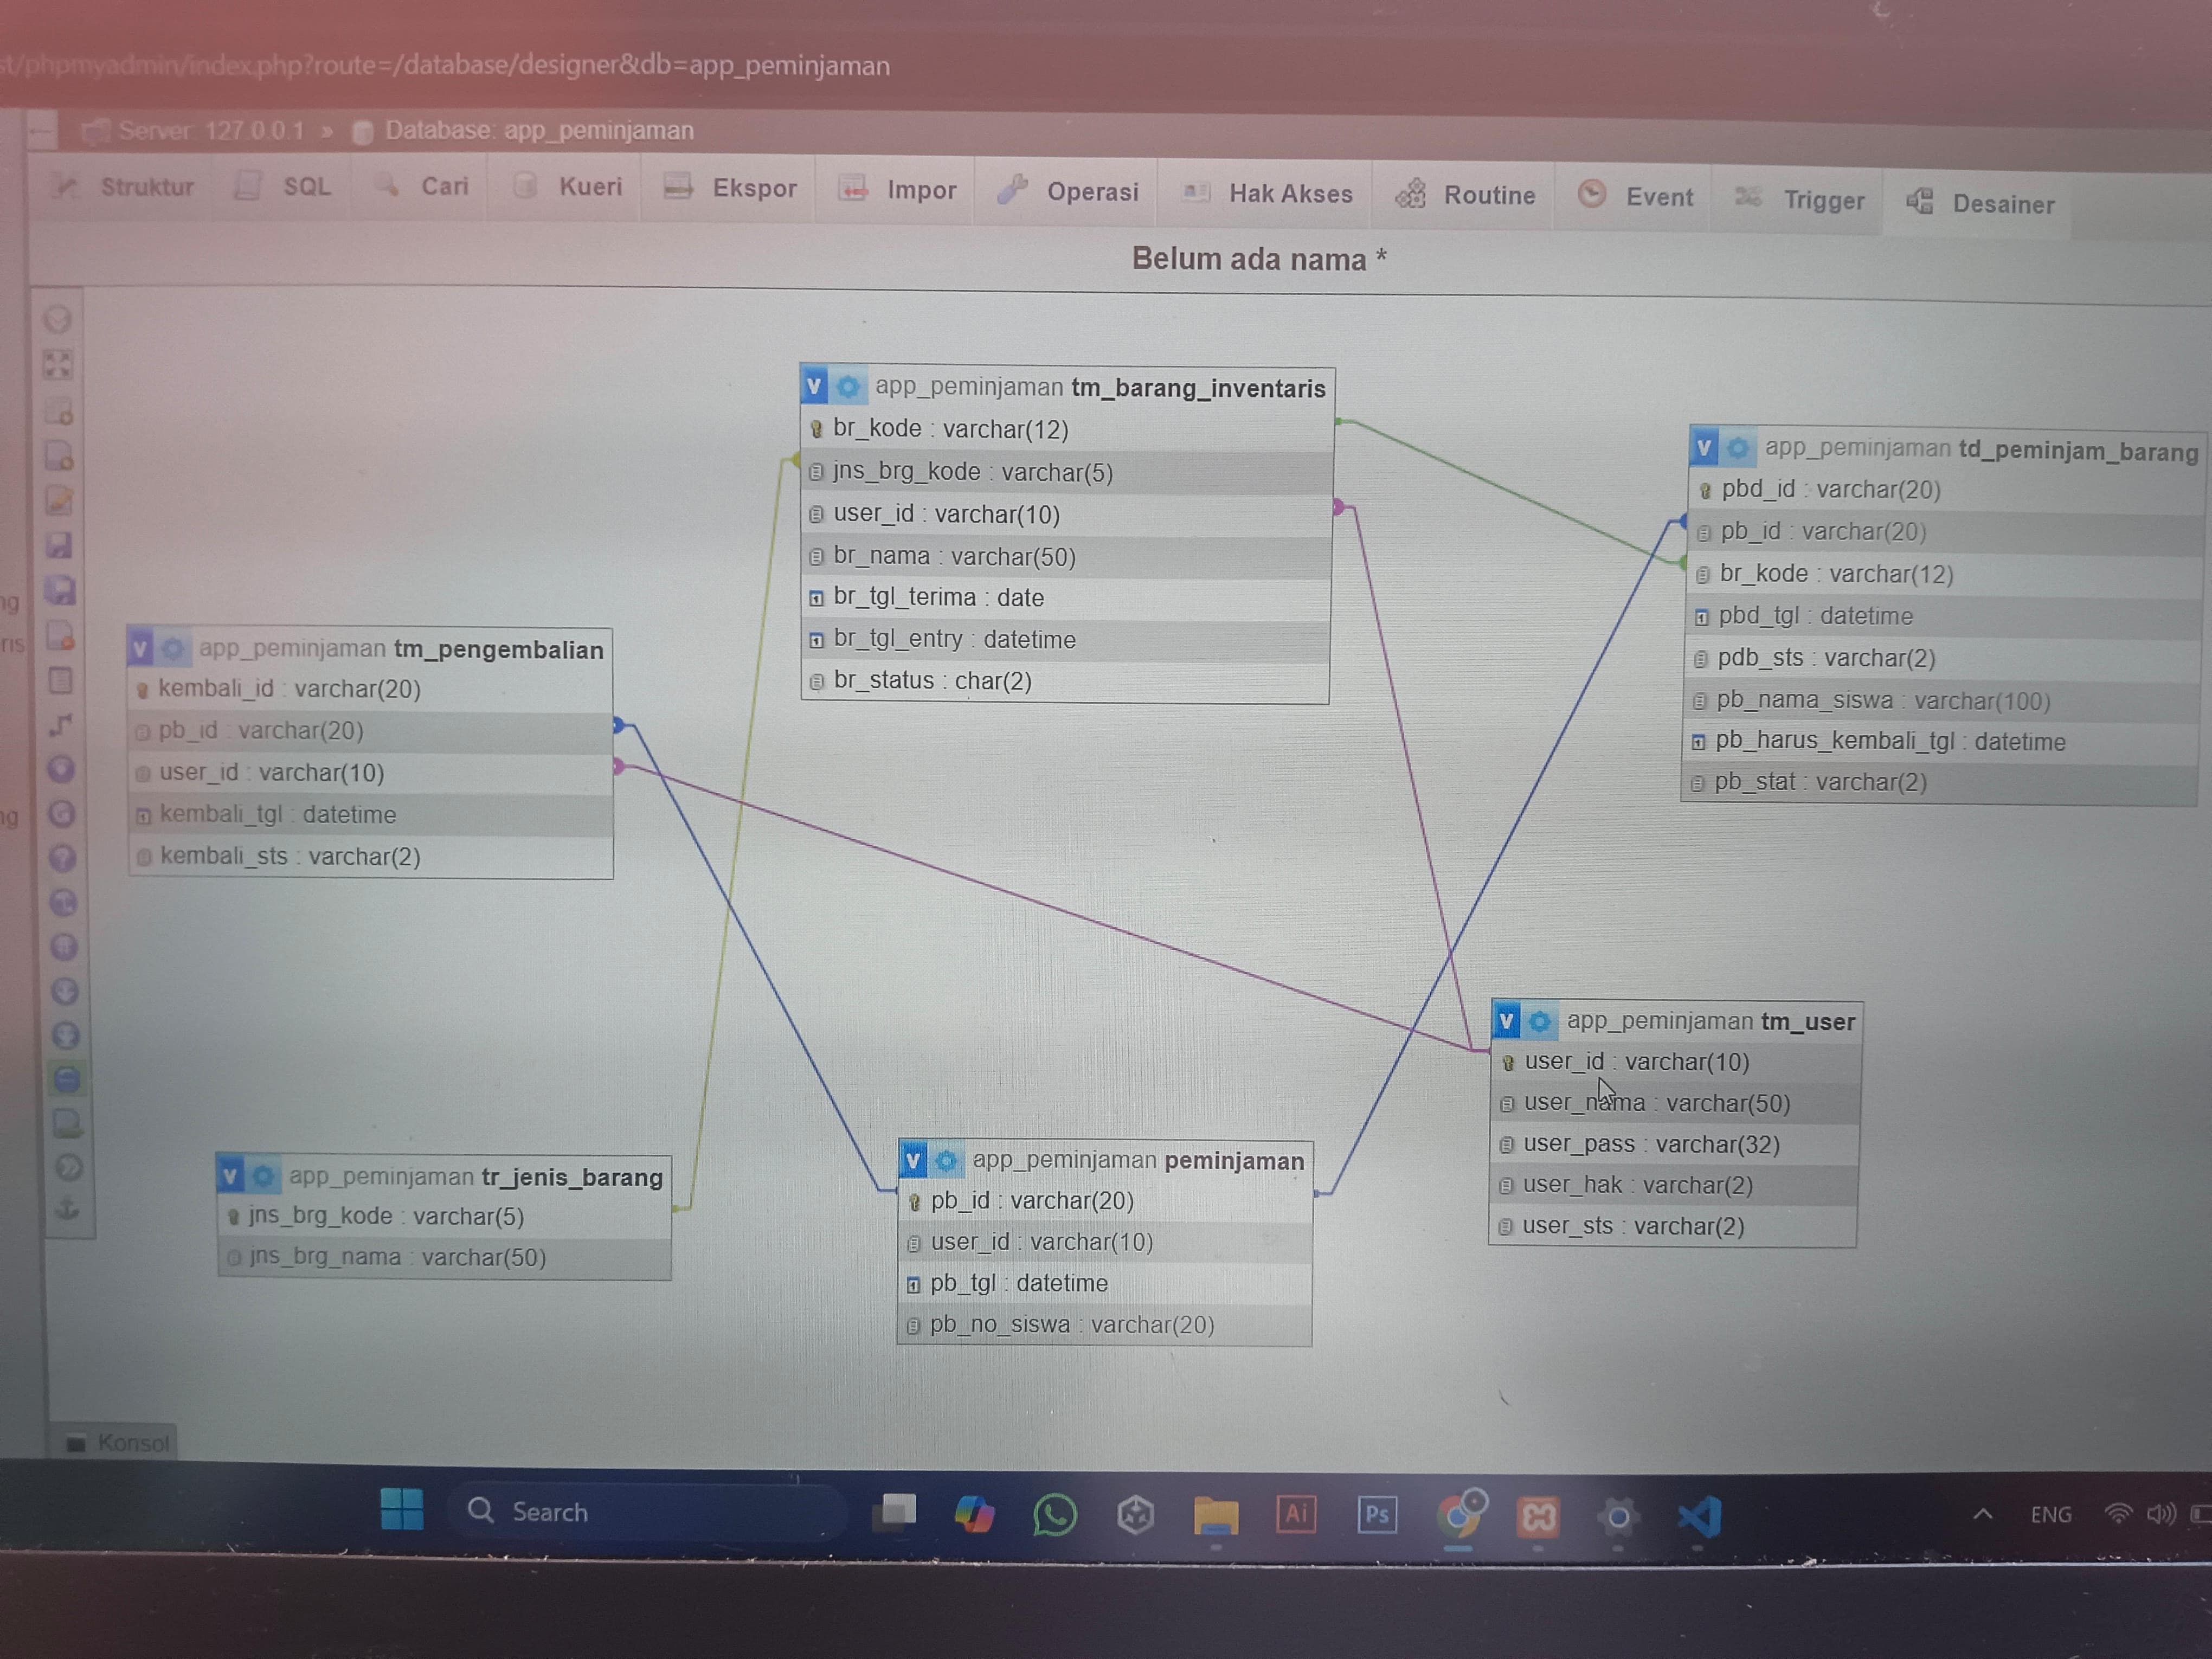 st/phpmyadmin/index.php?route=/database/designer&db=app_peminjaman
Server: 127.0.0.1 » Database: app_peminjaman
Struktur SQL Cari Kueri Ekspor Impor Operasi Hak Akses Routine Event Trigger Desainer
Belum ada nama *
V app_peminjaman tm_barang_inventaris
br_kode : varchar(12)
jns_brg_kode : varchar(5)
user_id : varchar(10)
br_nama : varchar(50)
br_tgl_terima : date
br_tgl_entry : datetime
br_status : char(2)
V app_peminjaman td_peminjam_barang
pbd_id : varchar(20)
pb_id : varchar(20)
br_kode : varchar(12)
pbd_tgl : datetime
pdb_sts : varchar(2)
pb_nama_siswa : varchar(100)
pb_harus_kembali_tgl : datetime
pb_stat : varchar(2)
ng
ris
ng
V app_peminjaman tm_pengembalian
kembali_id : varchar(20)
pb_id : varchar(20)
user_id : varchar(10)
kembali_tgl : datetime
kembali_sts : varchar(2)
V app_peminjaman tm_user
user_id : varchar(10)
user_nama : varchar(50)
user_pass : varchar(32)
user_hak : varchar(2)
user_sts : varchar(2)
V app_peminjaman tr_jenis_barang
jns_brg_kode : varchar(5)
jns_brg_nama : varchar(50)
V app_peminjaman peminjaman
pb_id : varchar(20)
user_id : varchar(10)
pb_tgl : datetime
pb_no_siswa : varchar(20)
Konsol
Search Ai Ps ENG